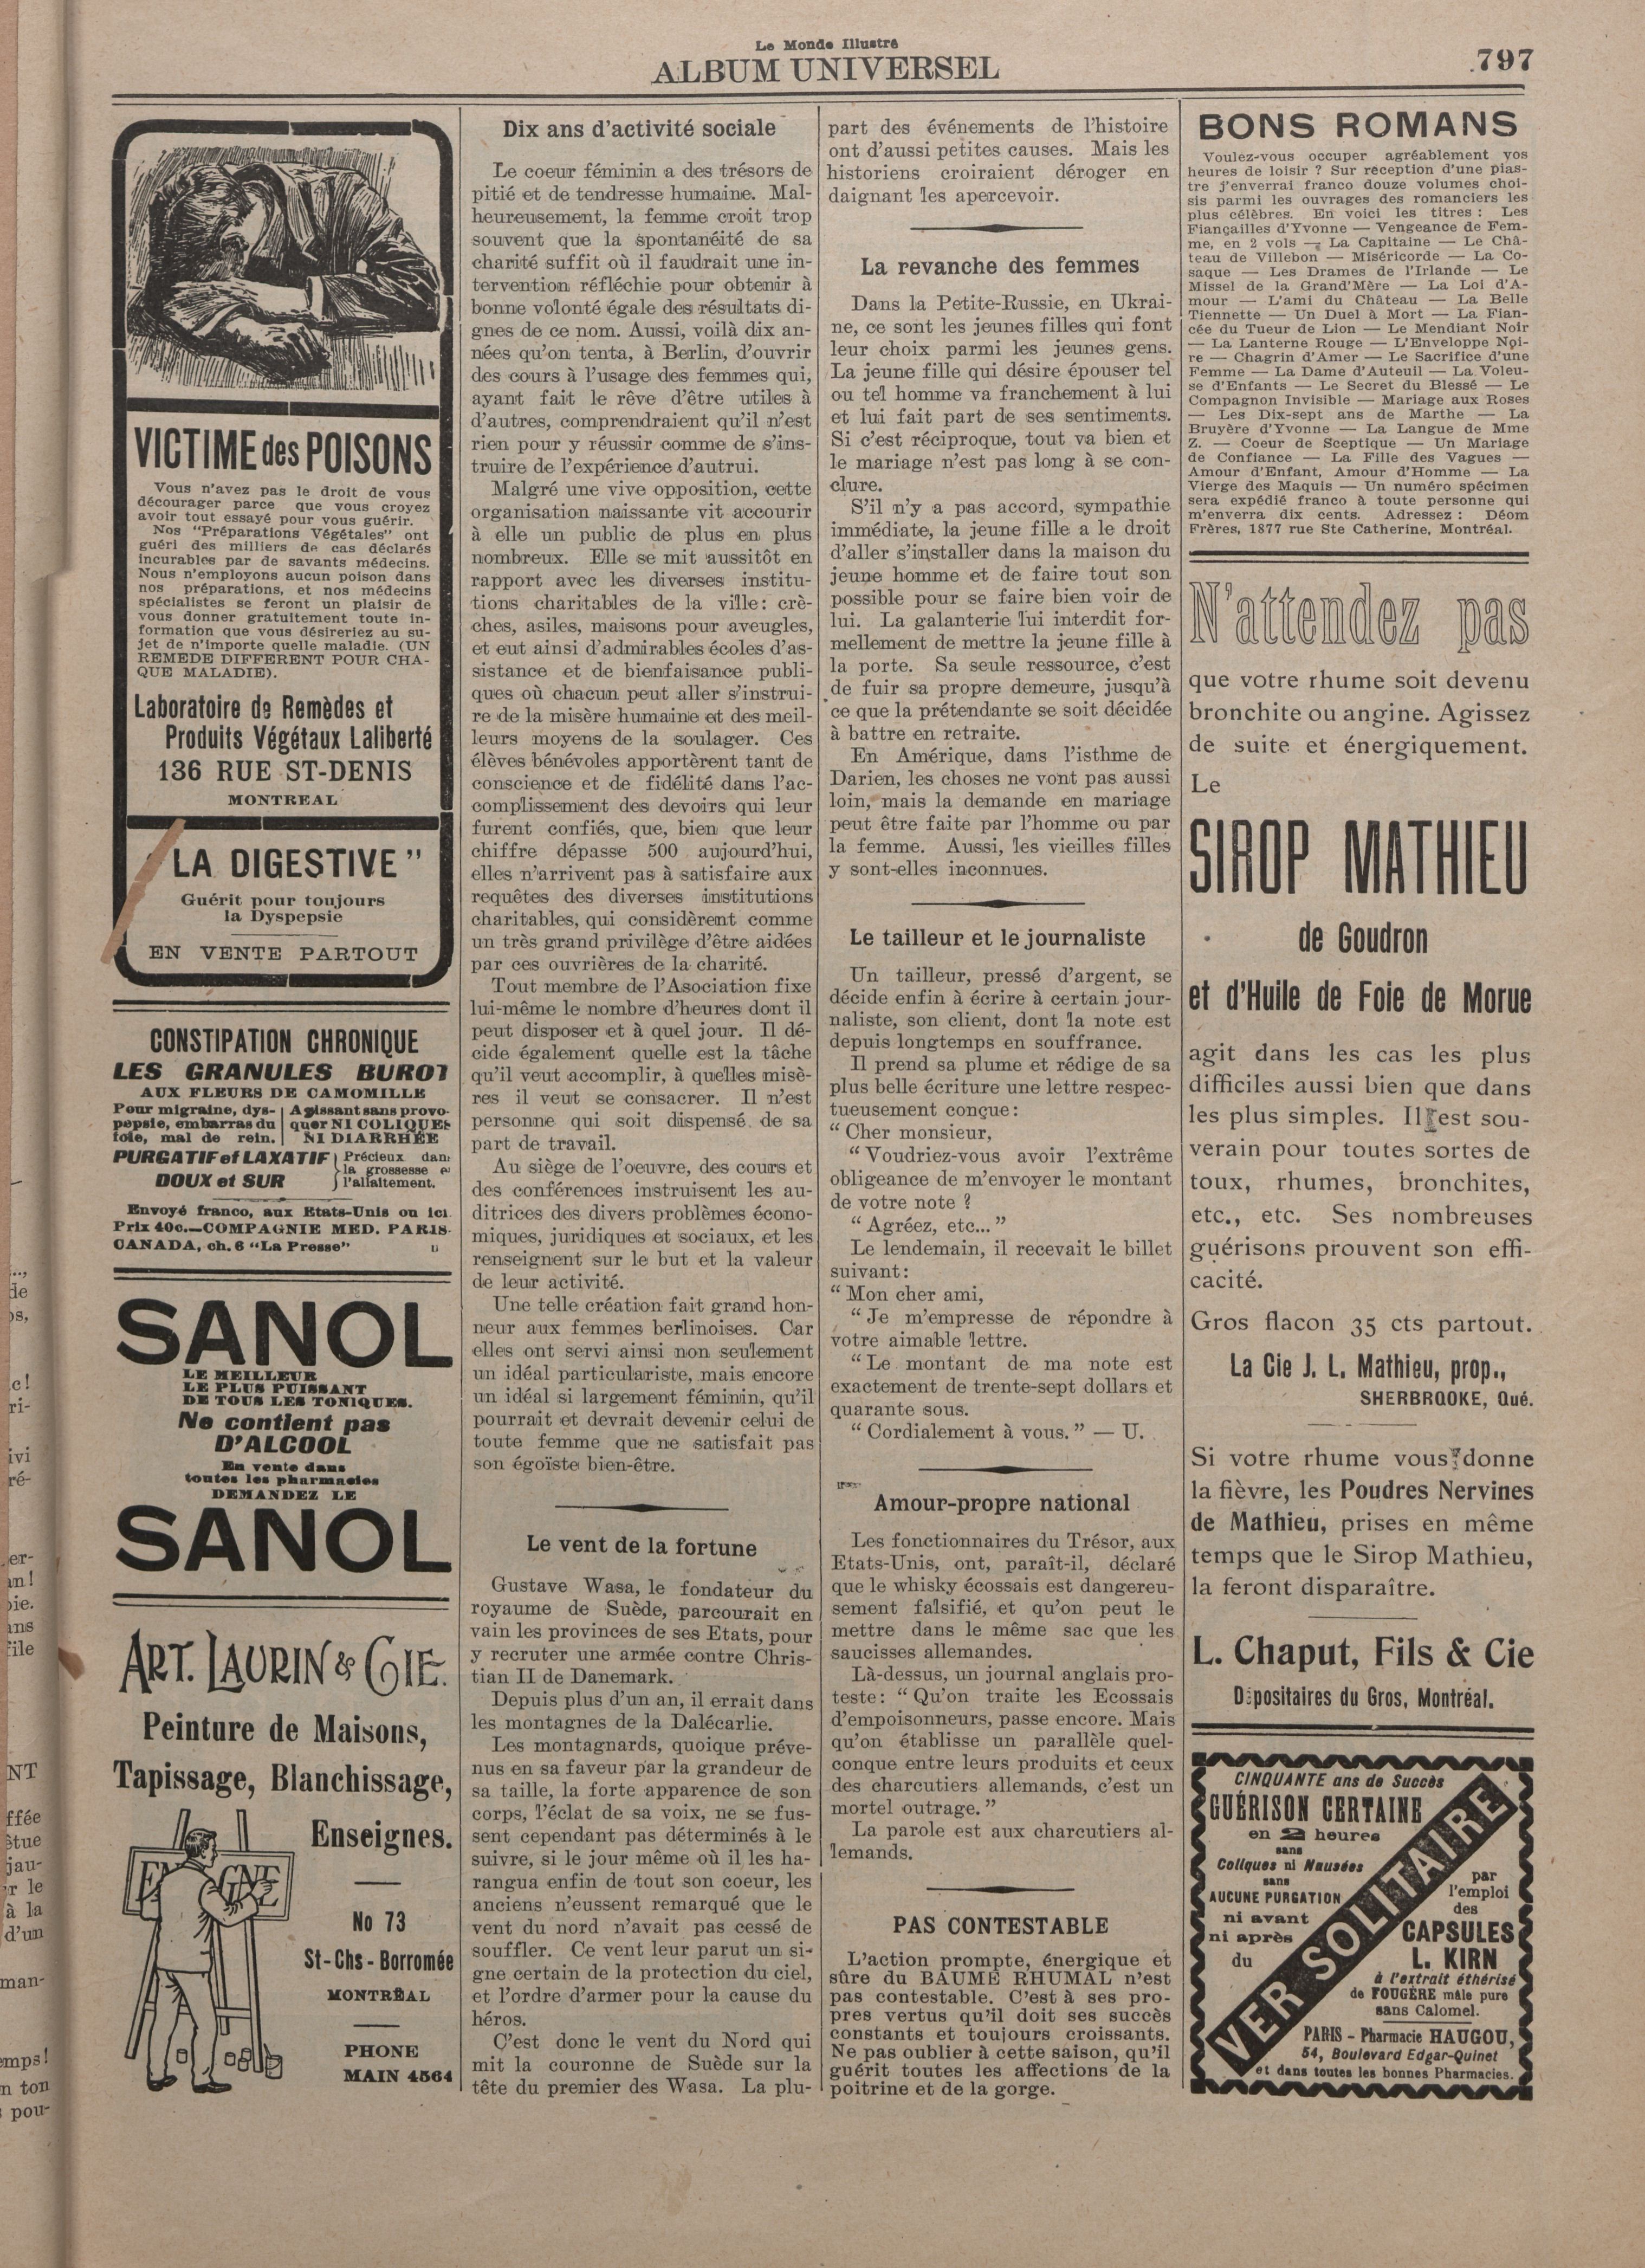 Le Monde Illustré
ALBUM UNIVERSEL
797
VICTIME des POISONS
Vous n'avez pas le droit de vous
décourager parce que vous croyez
avoir tout essayé pour vous guérir.
Nos "Préparations Végétales" ont
guéri des milliers de cas déclarés
incurables par de savants médecins.
Nous n'employons aucun poison dans
nos préparations, et nos médecins
spécialistes se feront un plaisir de
vous donner gratuitement toute in-
formation que vous désireriez au su-
jet de n'importe quelle maladie. (UN
REMEDE DIFFERENT POUR CHA-
QUE MALADIE).
Laboratoire de Remèdes et
Produits Végétaux Laliberté
136 RUE ST-DENIS
MONTREAL
"LA DIGESTIVE"
Guérit pour toujours
la Dyspepsie
EN VENTE PARTOUT
CONSTIPATION CHRONIQUE
LES GRANULES BUROT
AUX FLEURS DE CAMOMILLE
Pour migraine, dys-
pepsie, embarras du
foie, mal de rein.
Agissant sans provo-
quer NI COLIQUES
NI DIARRHÉE
PURGATIF et LAXATIF
DOUX et SUR
Précieux dans
la grossesse et
l'allaitement.
Envoyé franco, aux Etats-Unis ou ici
Prix 40c.—COMPAGNIE MED. PARIS-
CANADA, ch. 6 "La Presse"
SANOL
LE MEILLEUR
LE PLUS PUISSANT
DE TOUS LES TONIQUES.
Ne contient pas
D'ALCOOL
En vente dans
toutes les pharmacies
DEMANDEZ LE
SANOL
ART. LAURIN & CIE.
Peinture de Maisons,
Tapissage, Blanchissage,
Enseignes.
No 73
St-Chs-Borromée
MONTRÉAL
PHONE
MAIN 4564
Dix ans d'activité sociale
Le coeur féminin a des trésors de
pitié et de tendresse humaine. Mal-
heureusement, la femme croit trop
souvent que la spontanéité de sa
charité suffit où il faudrait une in-
tervention réfléchie pour obtenir à
bonne volonté égale des résultats di-
gnes de ce nom. Aussi, voilà dix an-
nées qu'on tenta, à Berlin, d'ouvrir
des cours à l'usage des femmes qui,
ayant fait le rêve d'être utiles à
d'autres, comprendraient qu'il n'est
rien pour y réussir comme de s'ins-
truire de l'expérience d'autrui.
Malgré une vive opposition, cette
organisation naissante vit accourir
à elle un public de plus en plus
nombreux. Elle se mit aussitôt en
rapport avec les diverses institu-
tions charitables de la ville: crè-
ches, asiles, maisons pour aveugles,
et eut ainsi d'admirables écoles d'as-
sistance et de bienfaisance publi-
ques où chacun peut aller s'instrui-
re de la misère humaine et des meil-
leurs moyens de la soulager. Ces
élèves bénévoles apportèrent tant de
conscience et de fidélité dans l'ac-
complissement des devoirs qui leur
furent confiés, que, bien que leur
chiffre dépasse 500 aujourd'hui,
elles n'arrivent pas à satisfaire aux
requêtes des diverses institutions
charitables, qui considèrent comme
un très grand privilège d'être aidées
par ces ouvrières de la charité.
Tout membre de l'Asociation fixe
lui-même le nombre d'heures dont il
peut disposer et à quel jour. Il dé-
cide également quelle est la tâche
qu'il veut accomplir, à quelles misè-
res il veut se consacrer. Il n'est
personne qui soit dispensé de sa
part de travail.
Au siège de l'oeuvre, des cours et
des conférences instruisent les au-
ditrices des divers problèmes écono-
miques, juridiques et sociaux, et les
renseignent sur le but et la valeur
de leur activité.
Une telle création fait grand hon-
neur aux femmes berlinoises. Car
elles ont servi ainsi non seulement
un idéal particulariste, mais encore
un idéal si largement féminin, qu'il
pourrait et devrait devenir celui de
toute femme que ne satisfait pas
son égoïste bien-être.
Le vent de la fortune
Gustave Wasa, le fondateur du
royaume de Suède, parcourait en
vain les provinces de ses Etats, pour
y recruter une armée contre Chris-
tian II de Danemark.
Depuis plus d'un an, il errait dans
les montagnes de la Dalécarlie.
Les montagnards, quoique préve-
nus en sa faveur par la grandeur de
sa taille, la forte apparence de son
corps, l'éclat de sa voix, ne se fus-
sent cependant pas déterminés à le
suivre, si le jour même où il les ha-
rangua enfin de tout son coeur, les
anciens n'eussent remarqué que le
vent du nord n'avait pas cessé de
souffler. Ce vent leur parut un si-
gne certain de la protection du ciel,
et l'ordre d'armer pour la cause du
héros.
C'est donc le vent du Nord qui
mit la couronne de Suède sur la
tête du premier des Wasa. La plu-
part des événements de l'histoire
ont d'aussi petites causes. Mais les
historiens croiraient déroger en
daignant les apercevoir.
La revanche des femmes
Dans la Petite-Russie, en Ukrai-
ne, ce sont les jeunes filles qui font
leur choix parmi les jeunes gens.
La jeune fille qui désire épouser tel
ou tel homme va franchement à lui
et lui fait part de ses sentiments.
Si c'est réciproque, tout va bien et
le mariage n'est pas long à se con-
clure.
S'il n'y a pas accord, sympathie
immédiate, la jeune fille a le droit
d'aller s'installer dans la maison du
jeune homme et de faire tout son
possible pour se faire bien voir de
lui. La galanterie lui interdit for-
mellement de mettre la jeune fille à
la porte. Sa seule ressource, c'est
de fuir sa propre demeure, jusqu'à
ce que la prétendante se soit décidée
à battre en retraite.
En Amérique, dans l'isthme de
Darien, les choses ne vont pas aussi
loin, mais la demande en mariage
peut être faite par l'homme ou par
la femme. Aussi, les vieilles filles
y sont-elles inconnues.
Le tailleur et le journaliste
Un tailleur, pressé d'argent, se
décide enfin à écrire à certain jour-
naliste, son client, dont la note est
depuis longtemps en souffrance.
Il prend sa plume et rédige de sa
plus belle écriture une lettre respec-
tueusement conçue:
"Cher monsieur,
"Voudriez-vous avoir l'extrême
obligeance de m'envoyer le montant
de votre note ?
"Agréez, etc..."
Le lendemain, il recevait le billet
suivant:
"Mon cher ami,
"Je m'empresse de répondre à
votre aimable lettre.
"Le montant de ma note est
exactement de trente-sept dollars et
quarante sous.
"Cordialement à vous." — U.
Amour-propre national
Les fonctionnaires du Trésor, aux
Etats-Unis, ont, paraît-il, déclaré
que le whisky écossais est dangereu-
sement falsifié, et qu'on peut le
mettre dans le même sac que les
saucisses allemandes.
Là-dessus, un journal anglais pro-
teste: "Qu'on traite les Ecossais
d'empoisonneurs, passe encore. Mais
qu'on établisse un parallèle quel-
conque entre leurs produits et ceux
des charcutiers allemands, c'est un
mortel outrage."
La parole est aux charcutiers al-
lemands.
PAS CONTESTABLE
L'action prompte, énergique et
sûre du BAUME RHUMAL n'est
pas contestable. C'est à ses pro-
pres vertus qu'il doit ses succès
constants et toujours croissants.
Ne pas oublier à cette saison, qu'il
guérit toutes les affections de la
poitrine et de la gorge.
BONS ROMANS
Voulez-vous occuper agréablement vos
heures de loisir ? Sur réception d'une pias-
tre j'enverrai franco douze volumes choi-
sis parmi les ouvrages des romanciers les
plus célèbres. En voici les titres : Les
Fiançailles d'Yvonne — Vengeance de Fem-
me, en 2 vols — La Capitaine — Le Châ-
teau de Villebon — Miséricorde — La Co-
saque — Les Drames de l'Irlande — Le
Missel de la Grand'Mère — La Loi d'A-
mour — L'ami du Château — La Belle
Tiennette — Un Duel à Mort — La Fian-
cée du Tueur de Lion — Le Mendiant Noir
— La Lanterne Rouge — L'Enveloppe Noi-
re — Chagrin d'Amer — Le Sacrifice d'une
Femme — La Dame d'Auteuil — La Voleu-
se d'Enfants — Le Secret du Blessé — Le
Compagnon Invisible — Mariage aux Roses
— Les Dix-sept ans de Marthe — La
Bruyère d'Yvonne — La Langue de Mme
Z. — Coeur de Sceptique — Un Mariage
de Confiance — La Fille des Vagues —
Amour d'Enfant, Amour d'Homme — La
Vierge des Maquis — Un numéro spécimen
sera expédié franco à toute personne qui
m'enverra dix cents. Adressez : Déom
Frères, 1877 rue Ste Catherine, Montréal.
N'attendez pas
que votre rhume soit devenu
bronchite ou angine. Agissez
de suite et énergiquement.
Le
SIROP MATHIEU
de Goudron
et d'Huile de Foie de Morue
agit dans les cas les plus
difficiles aussi bien que dans
les plus simples. Il est sou-
verain pour toutes sortes de
toux, rhumes, bronchites,
etc., etc. Ses nombreuses
guérisons prouvent son effi-
cacité.
Gros flacon 35 cts partout.
La Cie J. L. Mathieu, prop.,
SHERBROOKE, Qué.
Si votre rhume vous donne
la fièvre, les Poudres Nervines
de Mathieu, prises en même
temps que le Sirop Mathieu,
la feront disparaître.
L. Chaput, Fils & Cie
Dépositaires du Gros, Montréal.
CINQUANTE ans de Succès
GUÉRISON CERTAINE
en 2 heures
sans
Coliques ni Nausées
sans
AUCUNE PURGATION
ni avant
ni après
du
VER SOLITAIRE
par
l'emploi
des
CAPSULES
L. KIRN
à l'extrait éthérisé
de FOUGÈRE mâle pure
sans Calomel.
PARIS - Pharmacie HAUGOU,
54, Boulevard Edgar-Quinet
et dans toutes les bonnes Pharmacies.